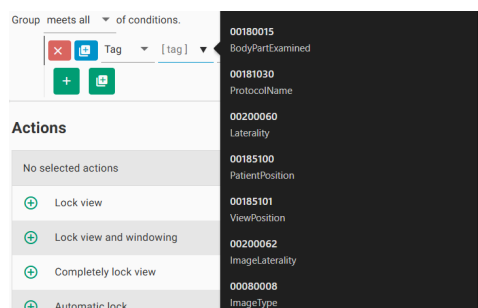 Group meets all of conditions.
Tag [tag]
+
Actions
No selected actions
Lock view
Lock view and windowing
Completely lock view
Automatic lock
00180015
BodyPartExamined
00181030
ProtocolName
00200060
Laterality
00185100
PatientPosition
00185101
ViewPosition
00200062
ImageLaterality
00080008
ImageType